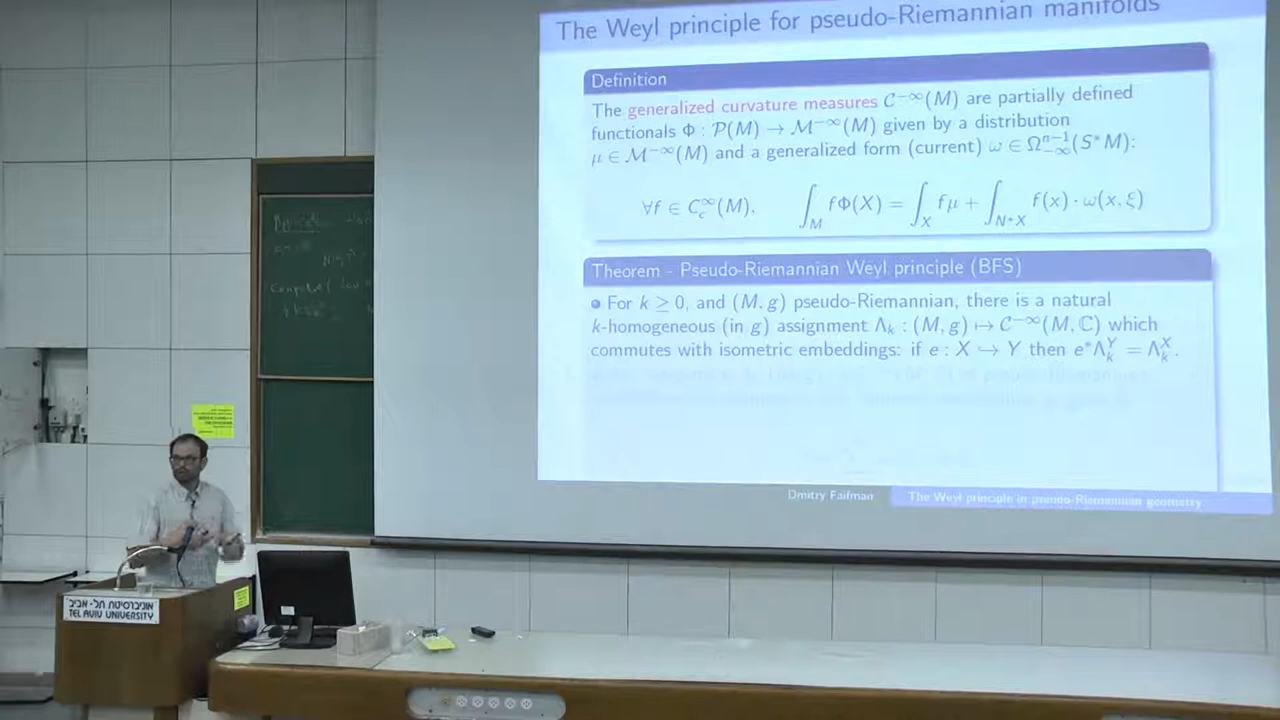 The Weyl principle for pseudo-Riemannian manifolds
Definition
The generalized curvature measures C^{-∞}(M) are partially defined
functionals Φ : P(M) → M^{-∞}(M) given by a distribution
μ ∈ M^{-∞}(M) and a generalized form (current) ω ∈ Ω^{n-1}_{-∞}(S*M):
∀f ∈ C_c^∞(M), ∫_M fΦ(X) = ∫_X fμ + ∫_{N*X} f(x) · ω(x, ξ)
Theorem - Pseudo-Riemannian Weyl principle (BFS)
• For k ≥ 0, and (M, g) pseudo-Riemannian, there is a natural
k-homogeneous (in g) assignment Λ_k : (M, g) ↦ C^{-∞}(M, ℂ) which
commutes with isometric embeddings: if e : X ↪ Y then e*Λ_k^Y = Λ_k^X.
Dmitry Faifman
The Weyl principle in pseudo-Riemannian geometry
אוניברסיטת תל-אביב
TEL AVIV UNIVERSITY